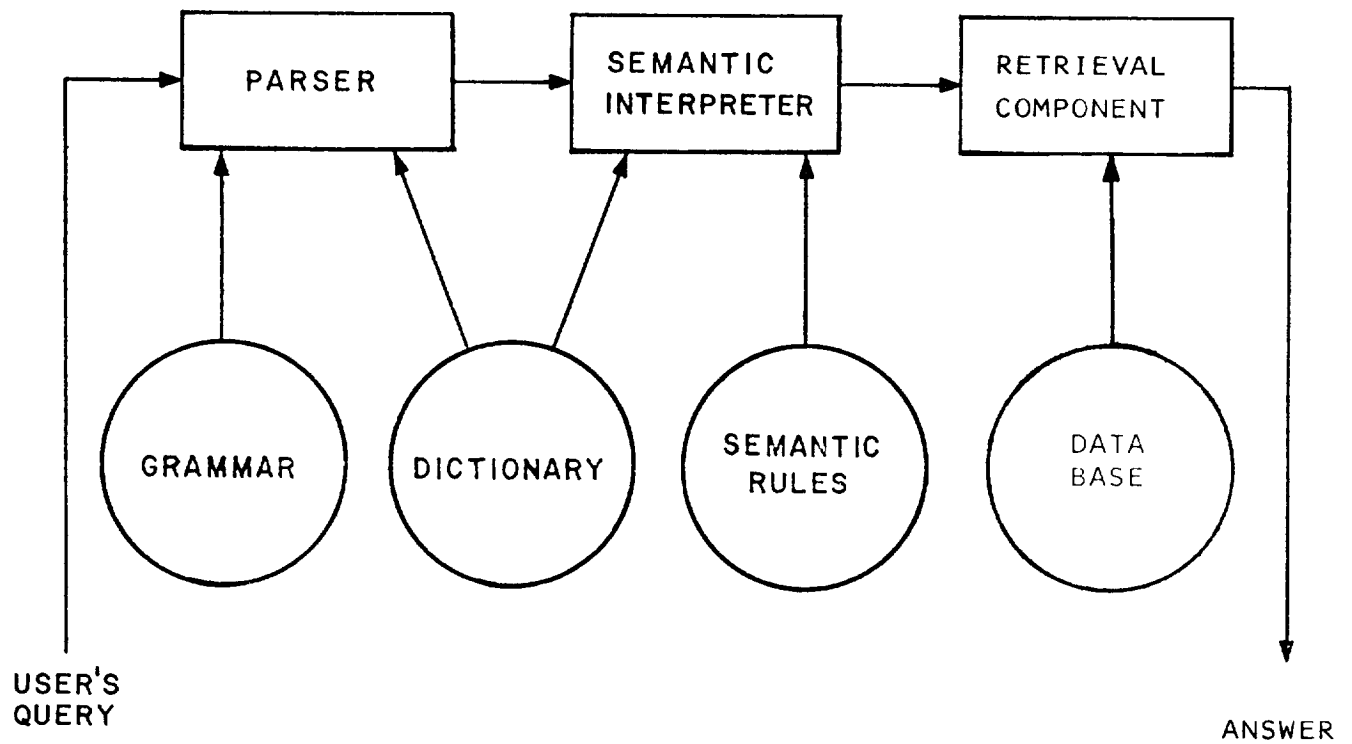 PARSER
SEMANTIC
INTERPRETER
RETRIEVAL
COMPONENT
GRAMMAR
DICTIONARY
SEMANTIC
RULES
DATA
BASE
USER'S
QUERY
ANSWER